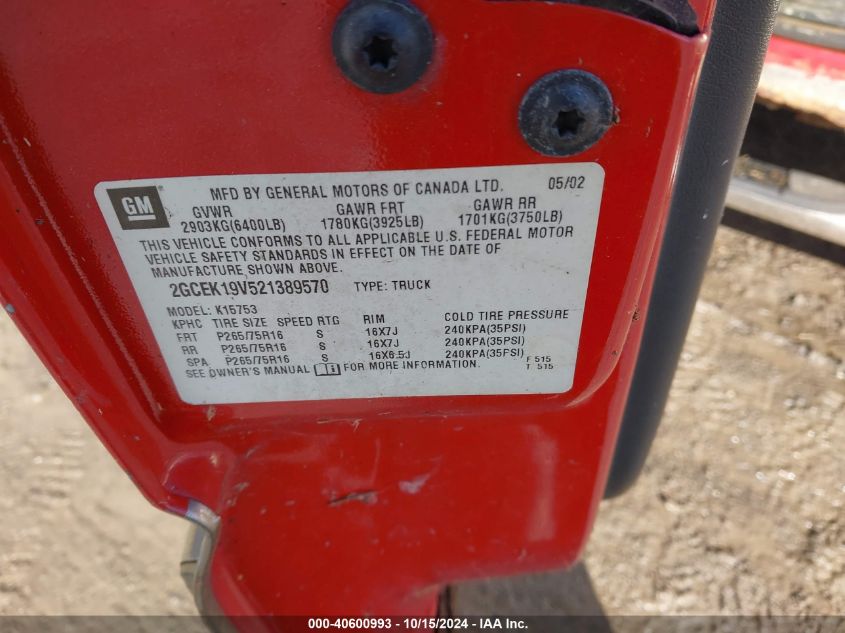 GM
MFD BY GENERAL MOTORS OF CANADA LTD. 05/02
GVWR GAWR FRT GAWR RR
2903KG(6400LB) 1780KG(3925LB) 1701KG(3750LB)
THIS VEHICLE CONFORMS TO ALL APPLICABLE U.S. FEDERAL MOTOR
VEHICLE SAFETY STANDARDS IN EFFECT ON THE DATE OF
MANUFACTURE SHOWN ABOVE.
2GCEK19V521389570 TYPE: TRUCK
MODEL: K15753
KPHC TIRE SIZE SPEED RTG RIM COLD TIRE PRESSURE
FRT P265/75R16 S 16X7J 240KPA(35PSI)
RR P265/75R16 S 16X7J 240KPA(35PSI)
SPA P265/75R16 S 16X6.5J 240KPA(35PSI)
SEE OWNER'S MANUAL FOR MORE INFORMATION.
F 515
T 515
000-40600993 - 10/15/2024 - IAA Inc.